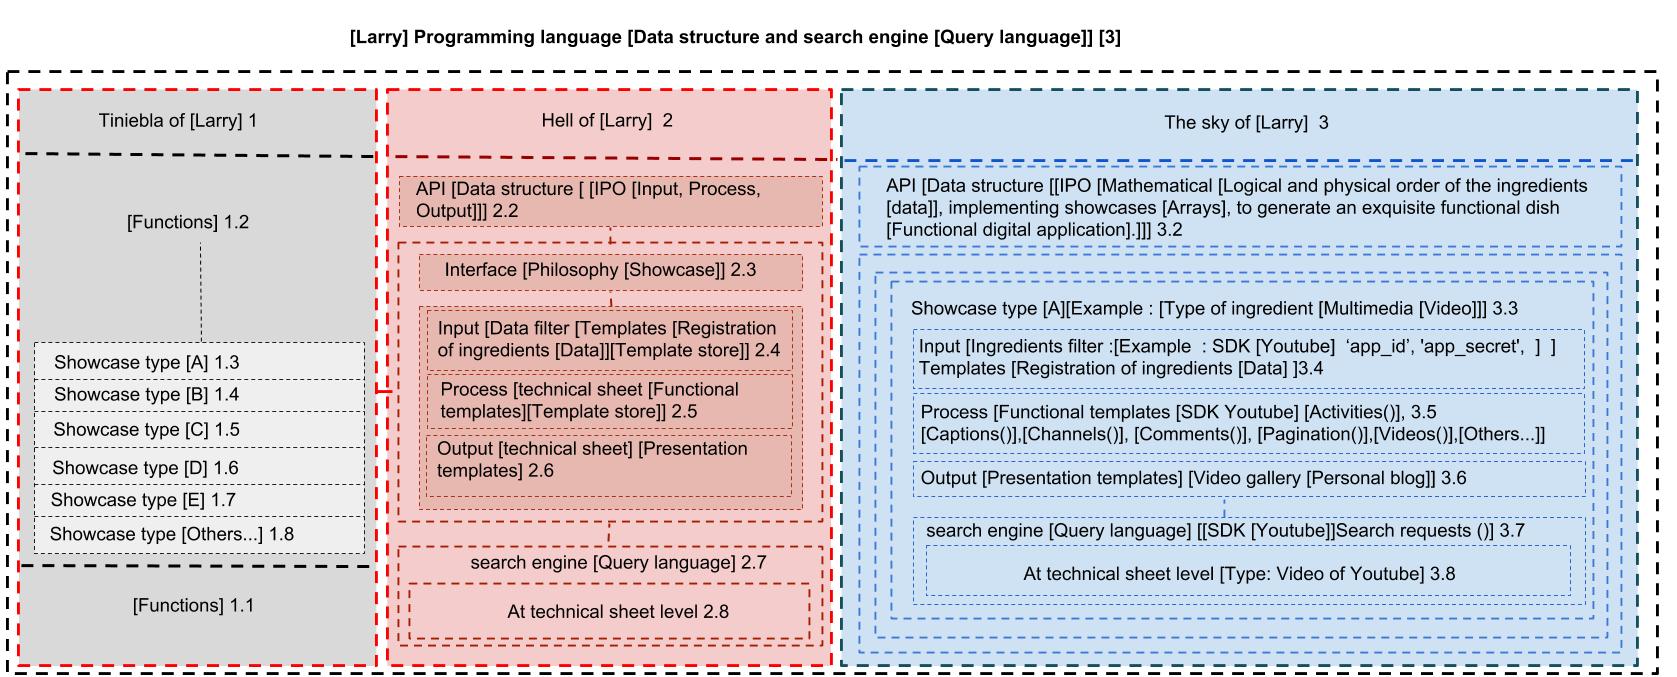 [Larry] Programming language [Data structure and search engine [Query language]] [3]
Tiniebla of [Larry] 1
[Functions] 1.2
Showcase type [A] 1.3
Showcase type [B] 1.4
Showcase type [C] 1.5
Showcase type [D] 1.6
Showcase type [E] 1.7
Showcase type [Others...] 1.8
[Functions] 1.1
Hell of [Larry] 2
API [Data structure [ [IPO [Input, Process,
Output]]] 2.2
Interface [Philosophy [Showcase]] 2.3
Input [Data filter [Templates [Registration
of ingredients [Data]][Template store]] 2.4
Process [technical sheet [Functional
templates][Template store]] 2.5
Output [technical sheet] [Presentation
templates] 2.6
search engine [Query language] 2.7
At technical sheet level 2.8
The sky of [Larry] 3
API [Data structure [[IPO [Mathematical [Logical and physical order of the ingredients
[data]], implementing showcases [Arrays], to generate an exquisite functional dish
[Functional digital application].]]] 3.2
Showcase type [A][Example : [Type of ingredient [Multimedia [Video]]] 3.3
Input [Ingredients filter :[Example : SDK [Youtube] ‘app_id’, 'app_secret', ] ]
Templates [Registration of ingredients [Data] ]3.4
Process [Functional templates [SDK Youtube] [Activities()], 3.5
[Captions()],[Channels()], [Comments()], [Pagination()],[Videos()],[Others...]]
Output [Presentation templates] [Video gallery [Personal blog]] 3.6
search engine [Query language] [[SDK [Youtube]]Search requests ()] 3.7
At technical sheet level [Type: Video of Youtube] 3.8